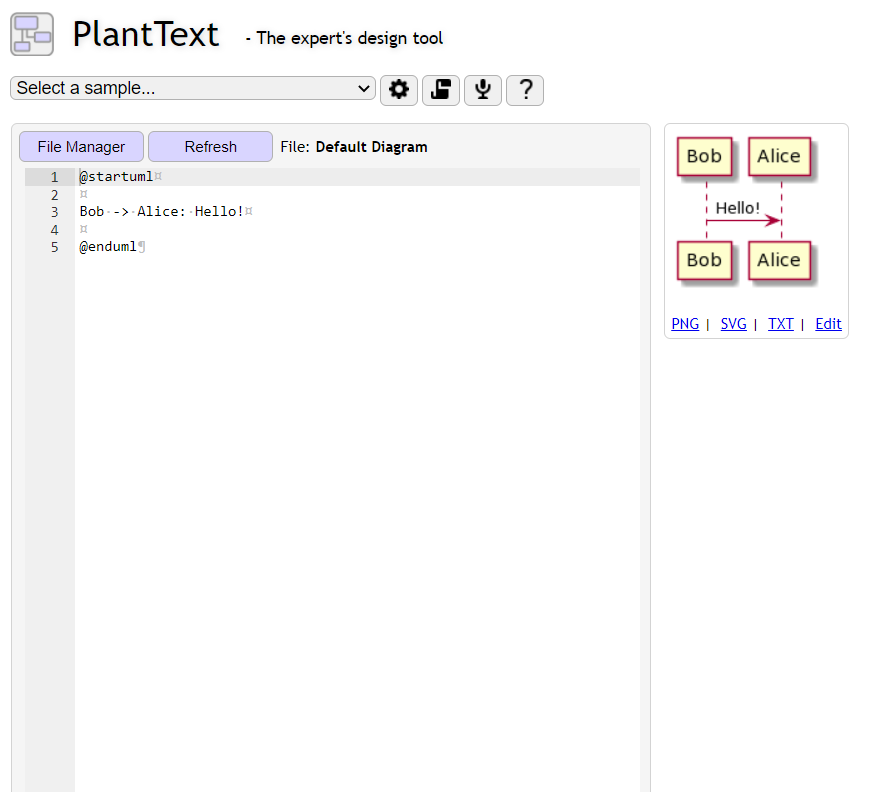 PlantText - The expert's design tool
Select a sample...
?
File Manager Refresh File: Default Diagram
1 @startuml¤
2 ¤
3 Bob·->·Alice:·Hello!¤
4 ¤
5 @enduml¶
Bob Alice
Hello!
Bob Alice
PNG | SVG | TXT | Edit